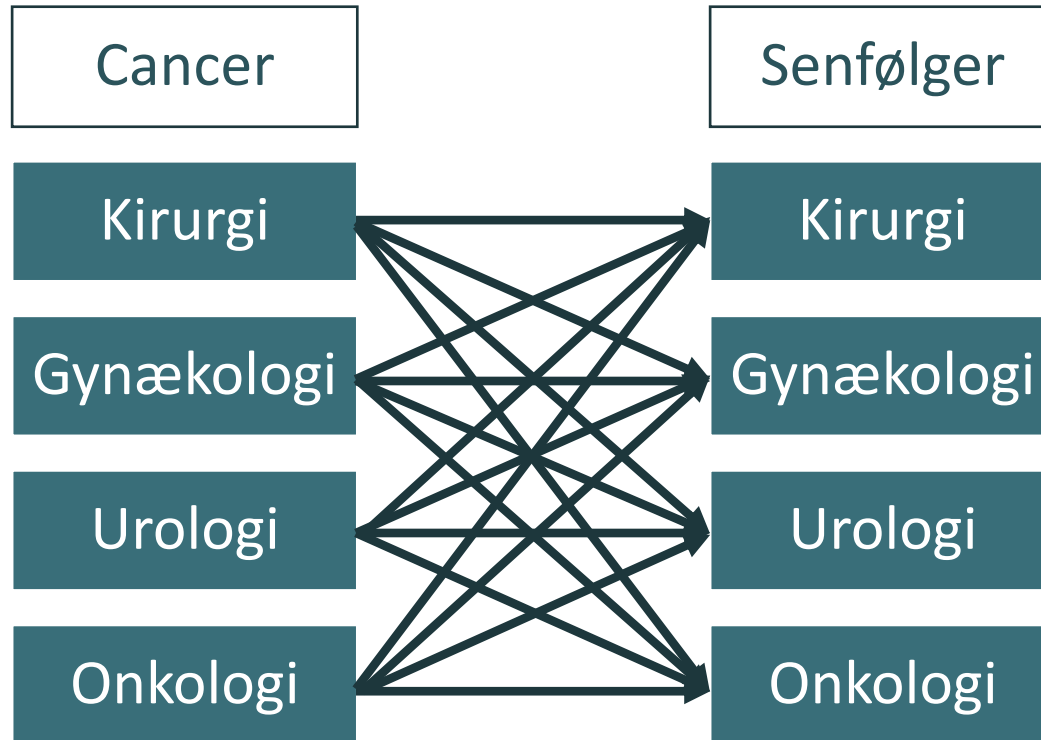 Cancer
Senfølger
Kirurgi
Kirurgi
Gynækologi
Gynækologi
Urologi
Urologi
Onkologi
Onkologi